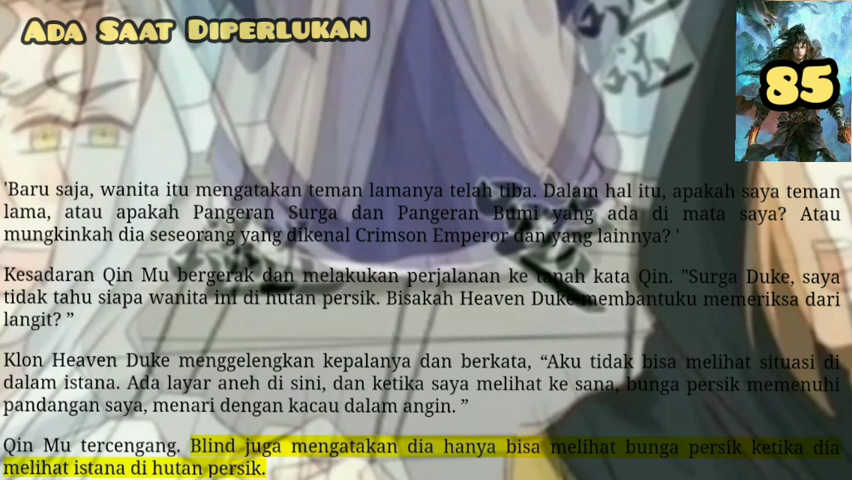 Ada Saat Diperlukan
85
'Baru saja, wanita itu mengatakan teman lamanya telah tiba. Dalam hal itu, apakah saya teman
lama, atau apakah Pangeran Surga dan Pangeran Bumi yang ada di mata saya? Atau
mungkinkah dia seseorang yang dikenal Crimson Emperor dan yang lainnya? '
Kesadaran Qin Mu bergerak dan melakukan perjalanan ke tanah kata Qin. "Surga Duke, saya
tidak tahu siapa wanita ini di hutan persik. Bisakah Heaven Duke membantuku memeriksa dari
langit? ”
Klon Heaven Duke menggelengkan kepalanya dan berkata, “Aku tidak bisa melihat situasi di
dalam istana. Ada layar aneh di sini, dan ketika saya melihat ke sana, bunga persik memenuhi
pandangan saya, menari dengan kacau dalam angin. ”
Qin Mu tercengang. Blind juga mengatakan dia hanya bisa melihat bunga persik ketika dia
melihat istana di hutan persik.